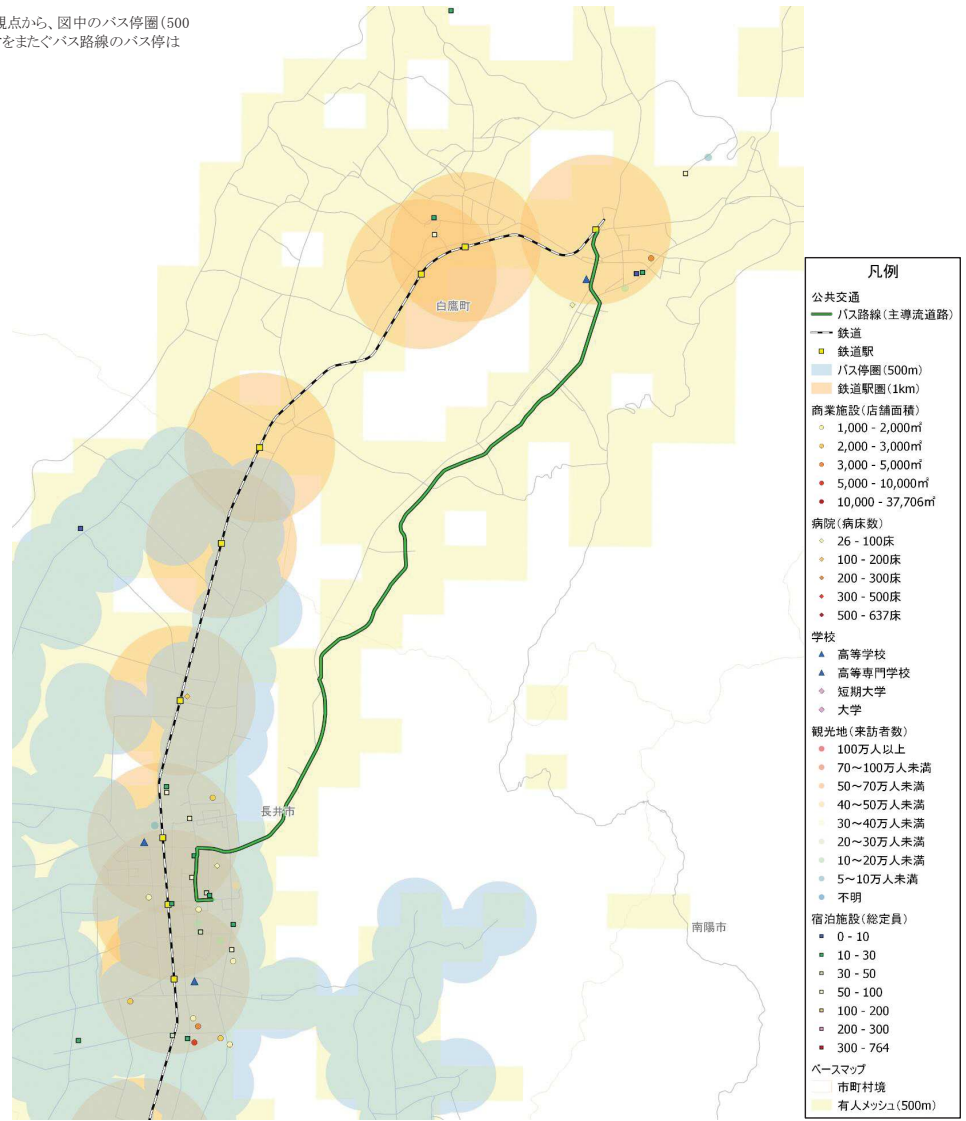 観点から、図中のバス停圏(500
をまたぐバス路線のバス停は
白鷹町
長井市
南陽市
凡例
公共交通
バス路線(主導流道路)
鉄道
鉄道駅
バス停圏(500m)
鉄道駅圏(1km)
商業施設(店舗面積)
1,000 - 2,000㎡
2,000 - 3,000㎡
3,000 - 5,000㎡
5,000 - 10,000㎡
10,000 - 37,706㎡
病院(病床数)
26 - 100床
100 - 200床
200 - 300床
300 - 500床
500 - 637床
学校
高等学校
高等専門学校
短期大学
大学
観光地(来訪者数)
100万人以上
70～100万人未満
50～70万人未満
40～50万人未満
30～40万人未満
20～30万人未満
10～20万人未満
5～10万人未満
不明
宿泊施設(総定員)
0 - 10
10 - 30
30 - 50
50 - 100
100 - 200
200 - 300
300 - 764
ベースマップ
市町村境
有人メッシュ(500m)